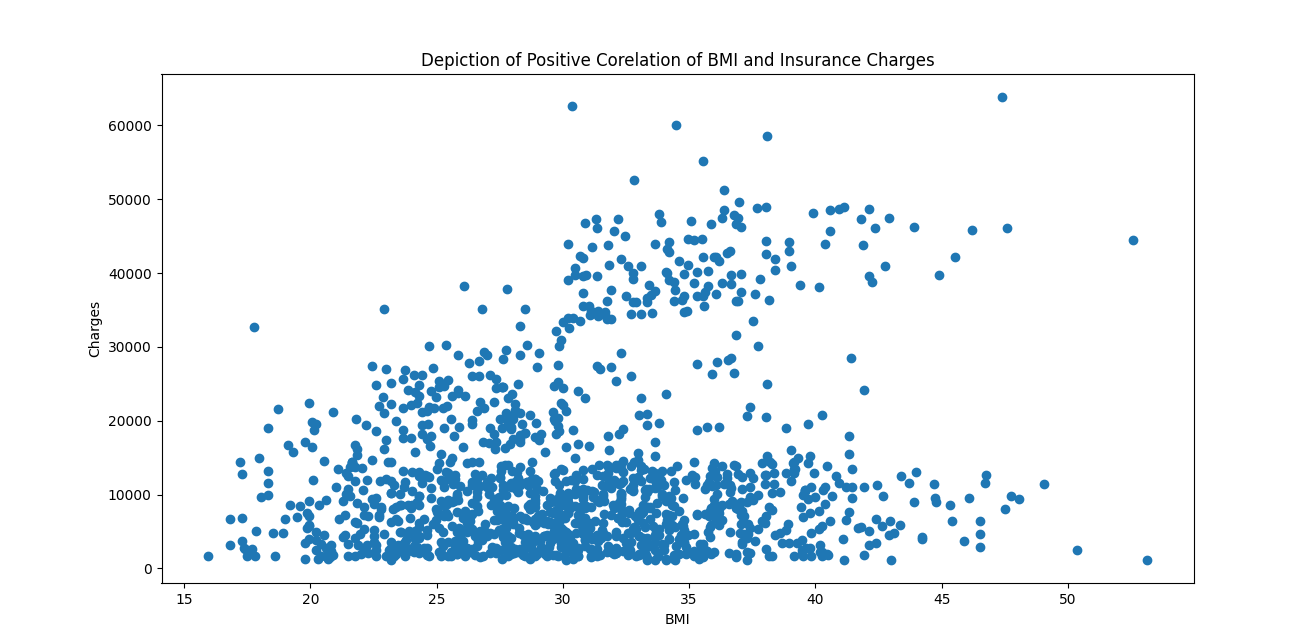 Depiction of Positive Corelation of BMI and Insurance Charges
60000
50000
40000
30000
20000
10000
0
Charges
15 20 25 30 35 40 45 50
BMI